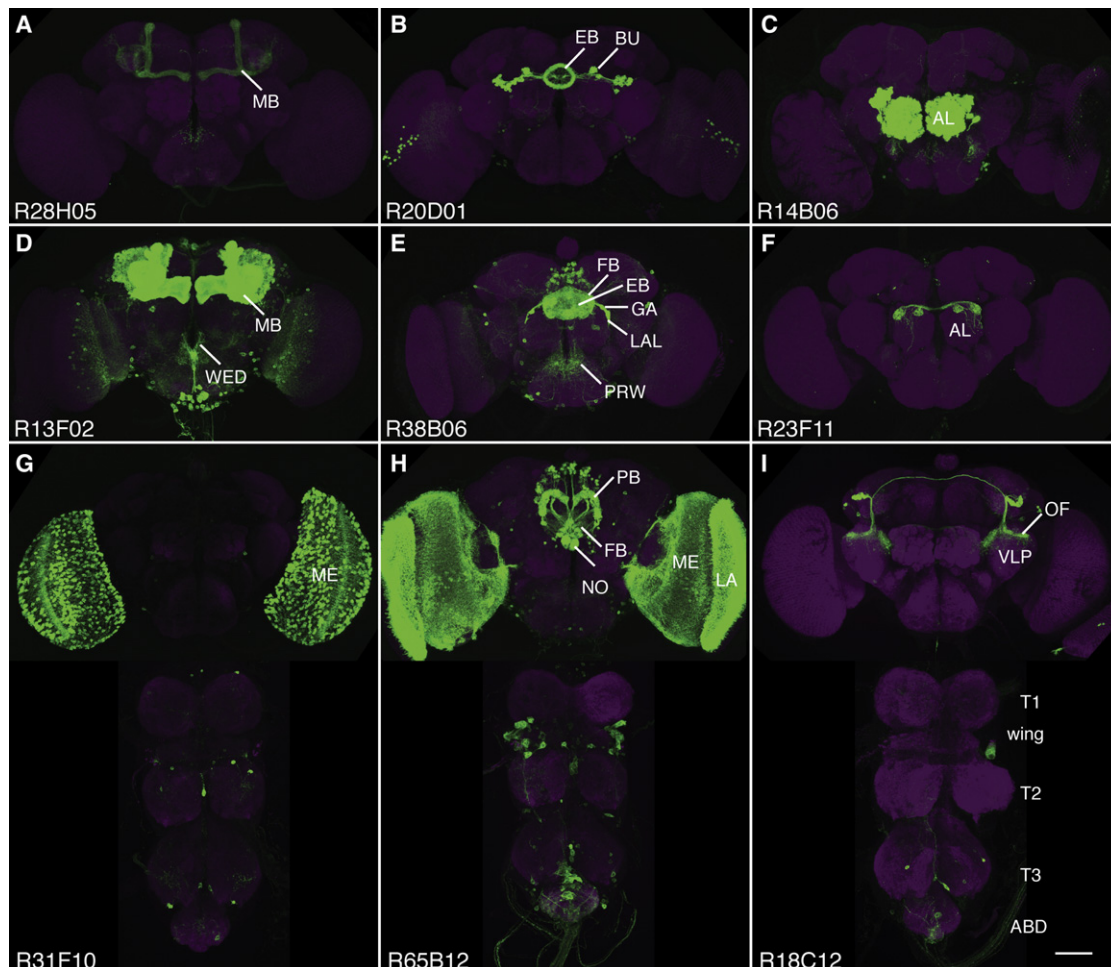 A
MB
R28H05
B
EB
BU
R20D01
C
AL
R14B06
D
MB
WED
R13F02
E
FB
EB
GA
LAL
PRW
R38B06
F
AL
R23F11
G
ME
R31F10
H
PB
FB
NO
ME
LA
R65B12
I
OF
VLP
T1
wing
T2
T3
ABD
R18C12